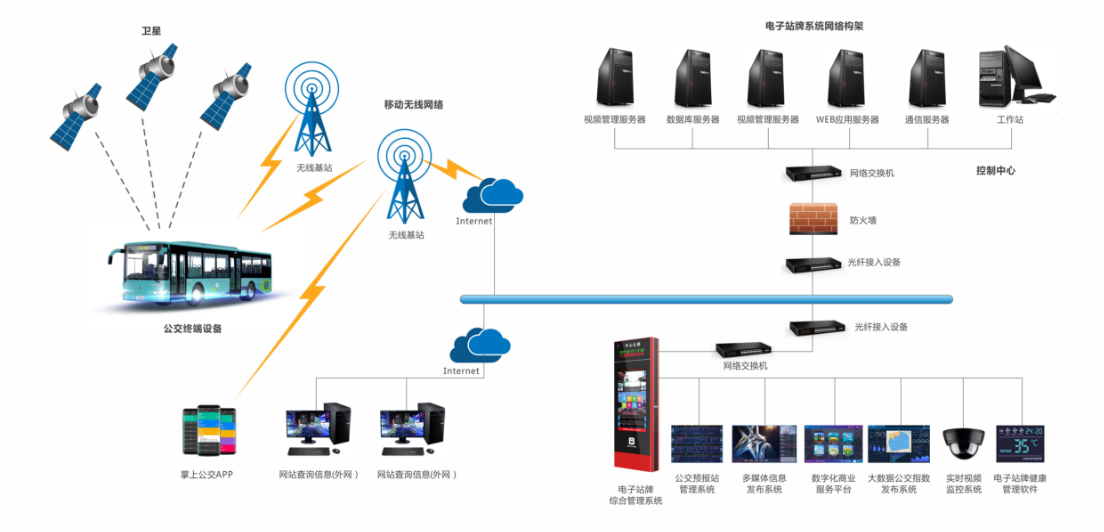 卫星
电子站牌系统网络构架
移动无线网络
视频管理服务器
数据库服务器
视频管理服务器
WEB应用服务器
通信服务器
工作站
无线基站
网络交换机
控制中心
Internet
防火墙
无线基站
光纤接入设备
公交终端设备
光纤接入设备
Internet
网络交换机
掌上公交APP
网站查询信息(外网）
网站查询信息(外网）
电子站牌
综合管理系统
公交预报站
管理系统
多媒体信息
发布系统
数字化商业
服务平台
大数据公交指数
发布系统
实时视频
监控系统
24:20
35℃
电子站牌健康
管理软件